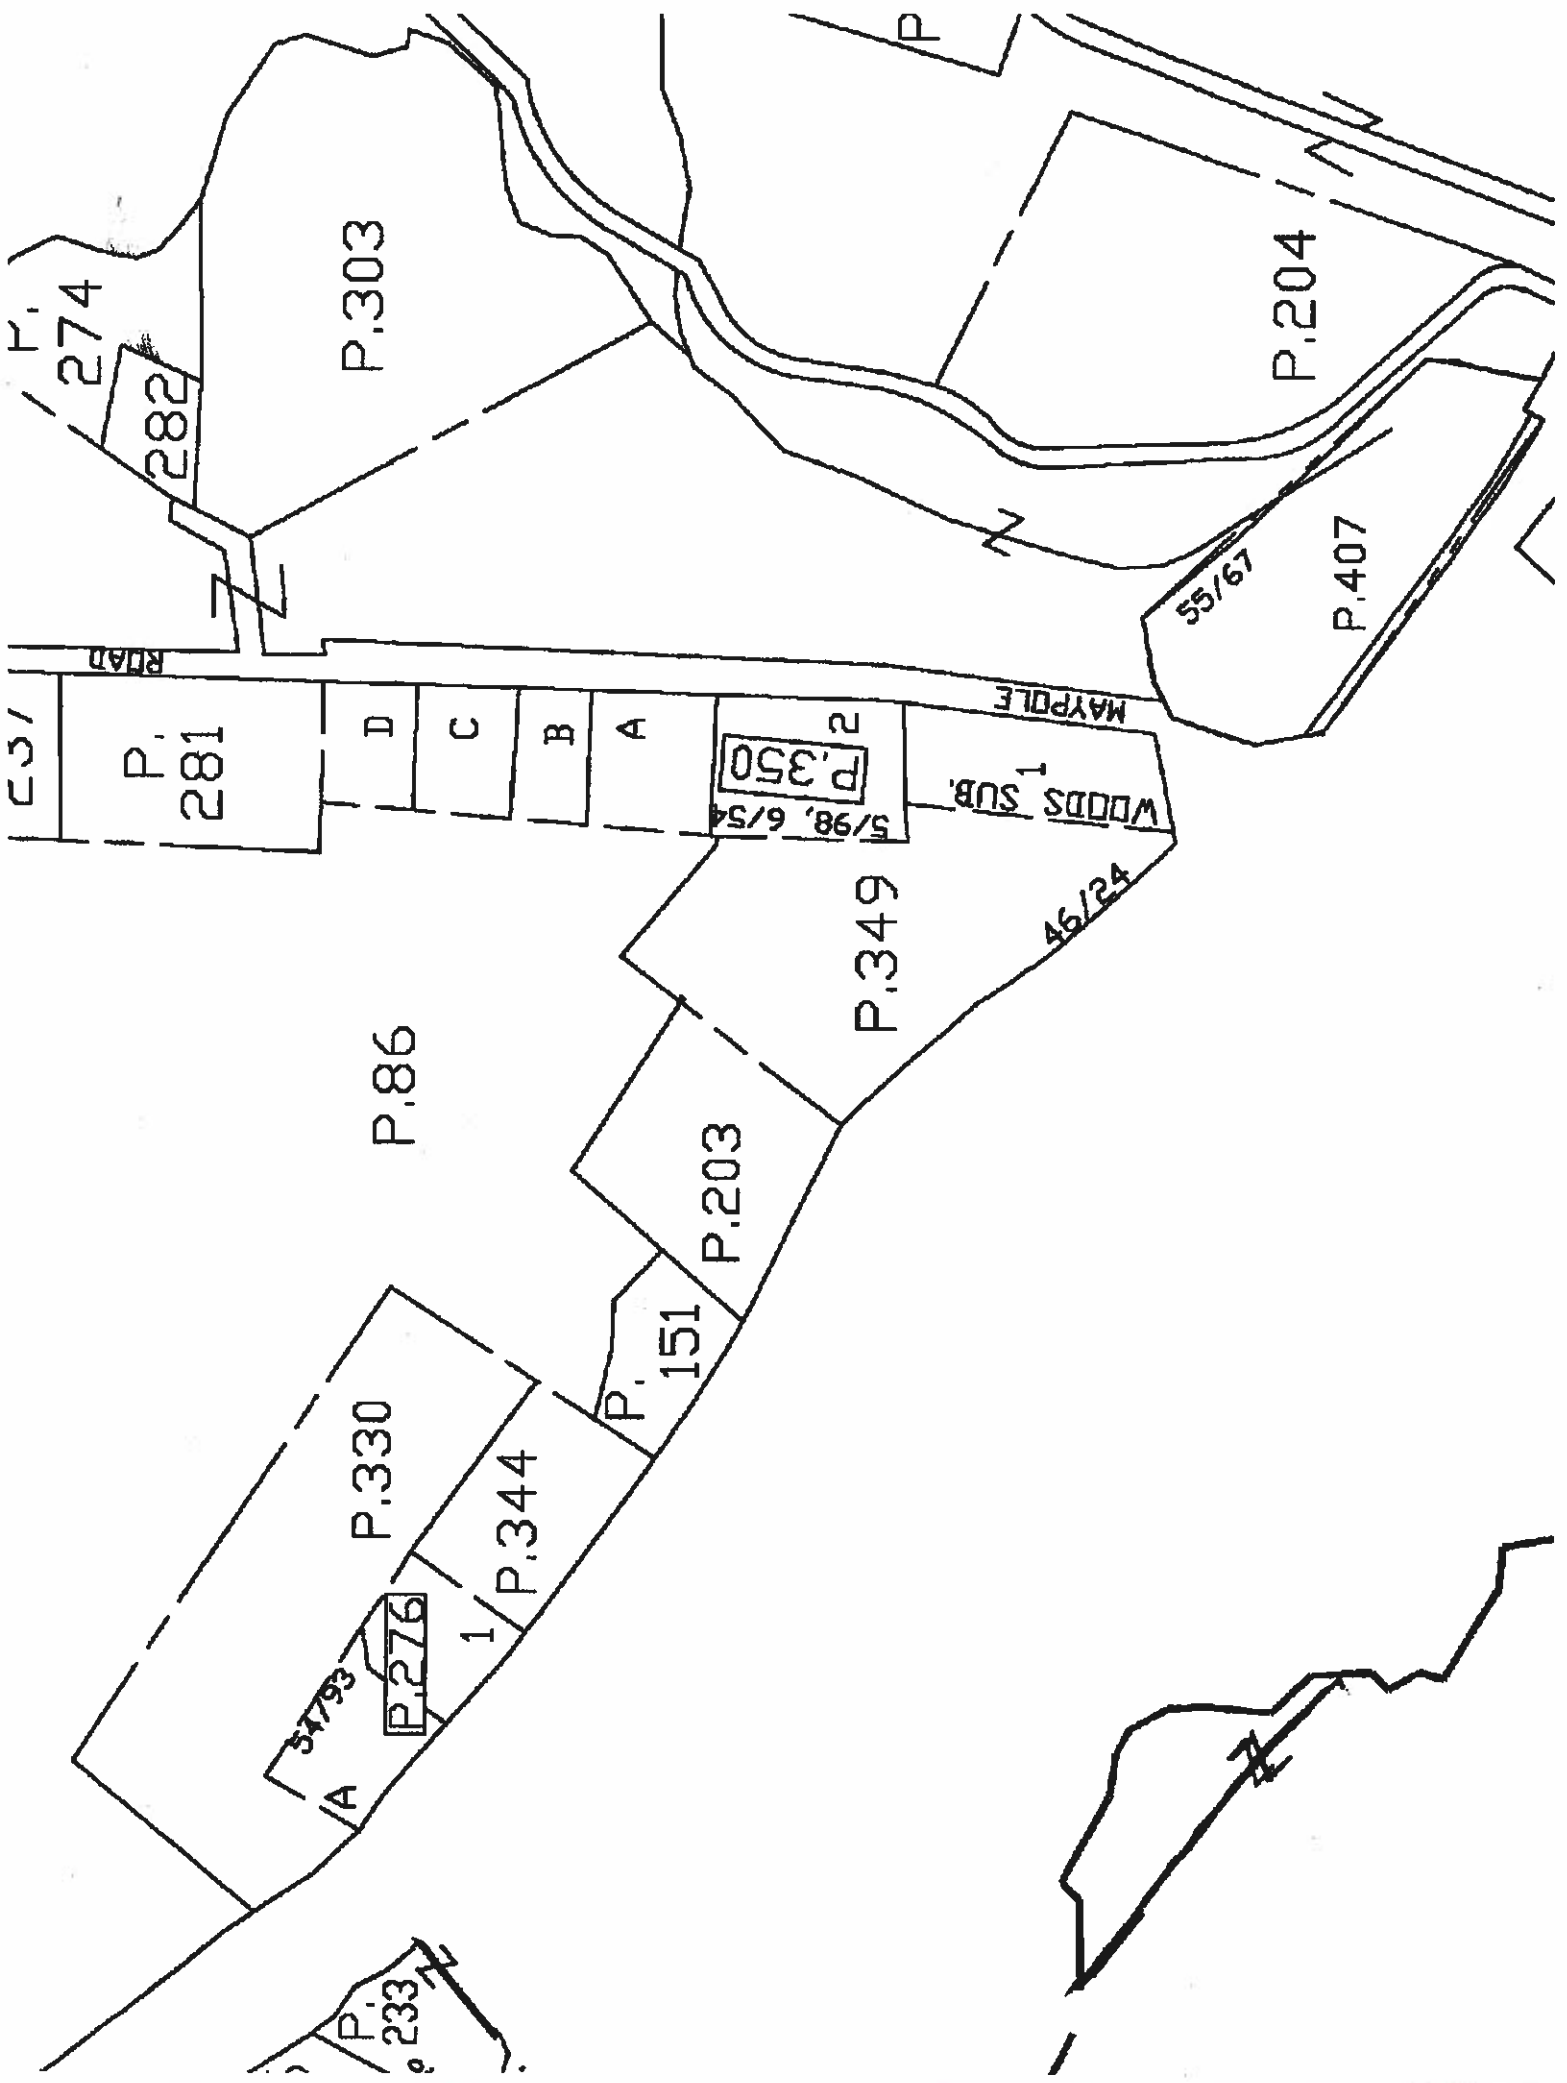 P.
P.
274
282
P.303
P.204
55/67
P.407
ROAD
MAYPOLE
P.
281
D
C
B
A
2
P.350
5/98, 6/54
1
WOODS SUB.
P.349
46/24
P.86
P.203
P.
151
P.330
P.344
P.276
1
54/93
A
P.
233